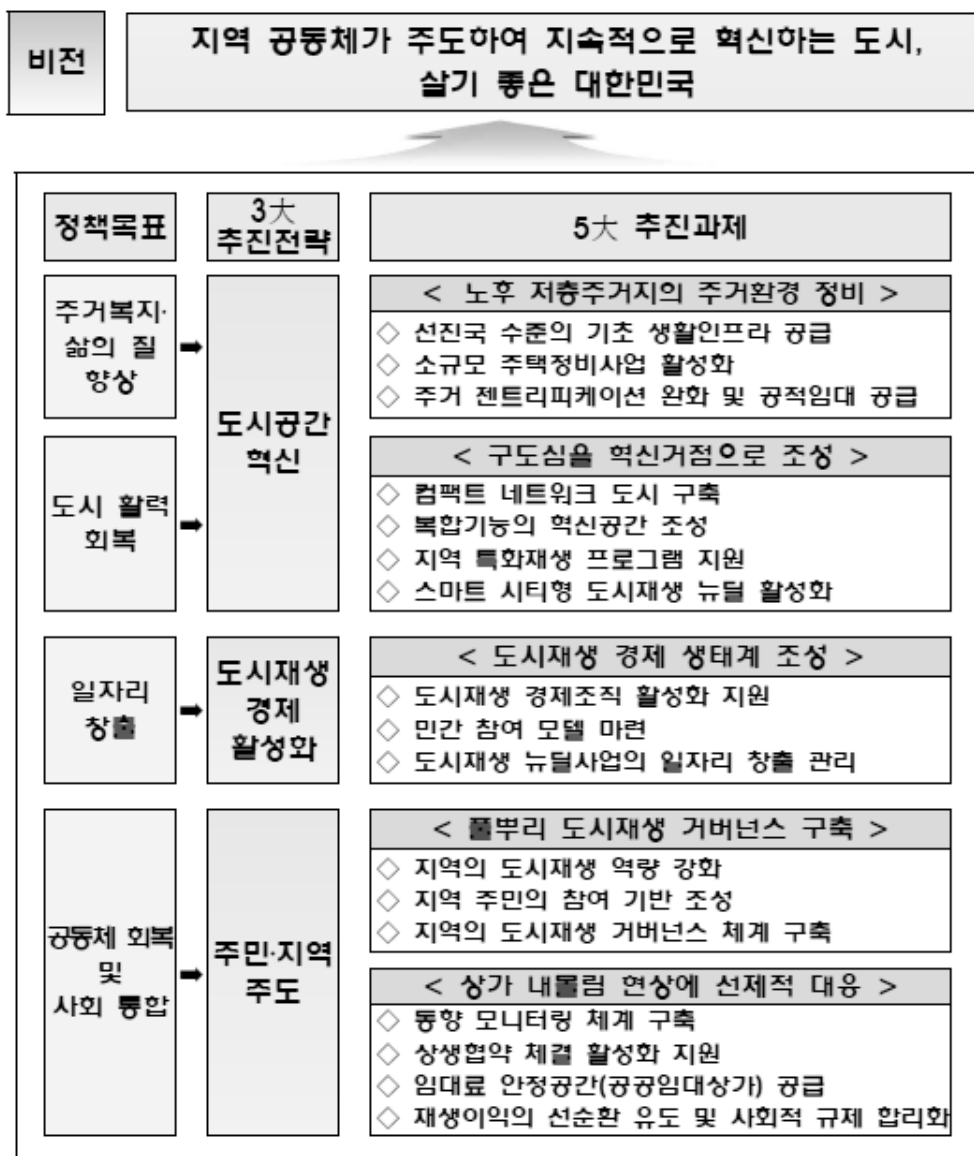 비전
지역 공동체가 주도하여 지속적으로 혁신하는 도시,
살기 좋은 대한민국
정책목표
3大
추진전략
5大 추진과제
주거복지·
삶의 질
향상
➡
도시 활력
회복
➡
도시공간
혁신
< 노후 저층주거지의 주거환경 정비 >
◇ 선진국 수준의 기초 생활인프라 공급
◇ 소규모 주택정비사업 활성화
◇ 주거 젠트리피케이션 완화 및 공적임대 공급
< 구도심을 혁신거점으로 조성 >
◇ 컴팩트 네트워크 도시 구축
◇ 복합기능의 혁신공간 조성
◇ 지역 특화재생 프로그램 지원
◇ 스마트 시티형 도시재생 뉴딜 활성화
일자리
창출
➡
도시재생
경제
활성화
< 도시재생 경제 생태계 조성 >
◇ 도시재생 경제조직 활성화 지원
◇ 민간 참여 모델 마련
◇ 도시재생 뉴딜사업의 일자리 창출 관리
공동체 회복
및
사회 통합
➡
주민·지역
주도
< 풀뿌리 도시재생 거버넌스 구축 >
◇ 지역의 도시재생 역량 강화
◇ 지역 주민의 참여 기반 조성
◇ 지역의 도시재생 거버넌스 체계 구축
< 상가 내몰림 현상에 선제적 대응 >
◇ 동향 모니터링 체계 구축
◇ 상생협약 체결 활성화 지원
◇ 임대료 안정공간(공공임대상가) 공급
◇ 재생이익의 선순환 유도 및 사회적 규제 합리화